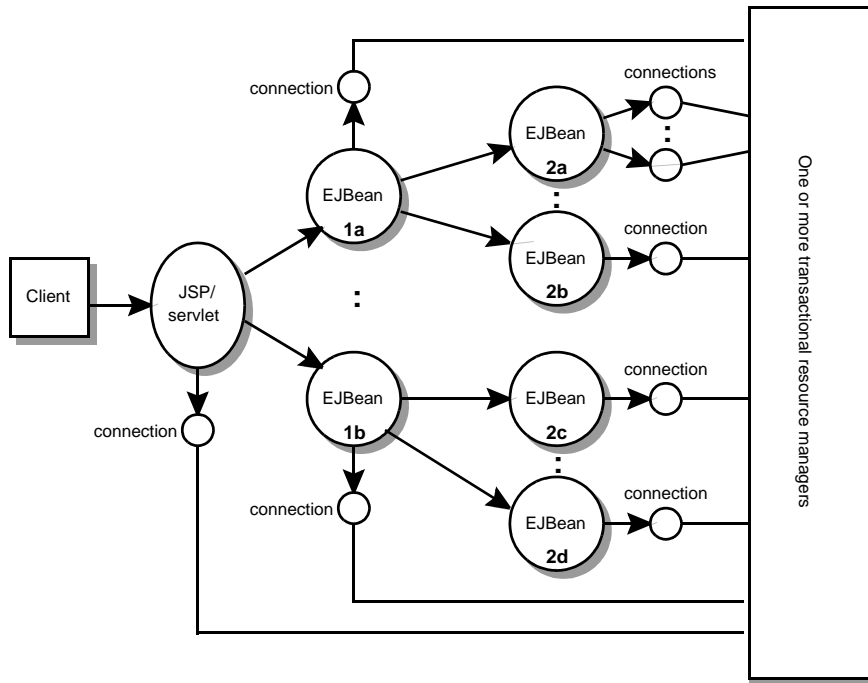 connection
connections
EJBean
2a
EJBean
1a
connection
EJBean
2b
Client
JSP/
servlet
connection
EJBean
1b
EJBean
2c
connection
connection
connection
EJBean
2d
One or more transactional resource managers